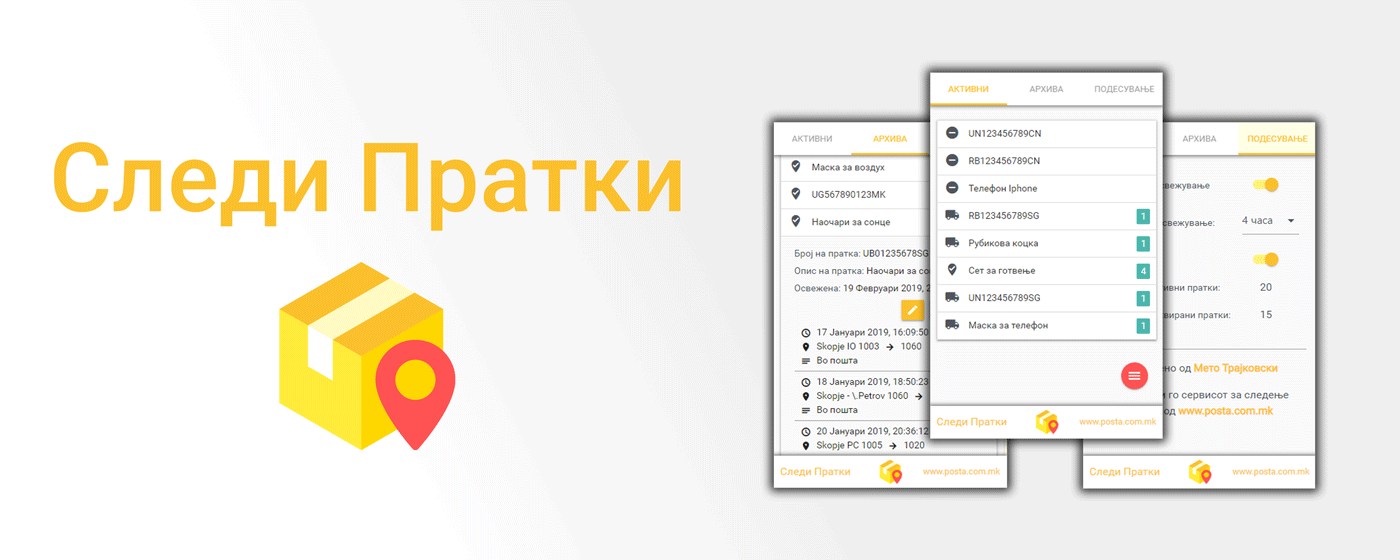 Следи Пратки
АКТИВНИ АРХИВА
Маска за воздух
UG567890123MK
Наочари за сонце
Број на пратка: UB01235678SG
Опис на пратка: Наочари за
Освежена: 19 Февруари 2019,
17 Јануари 2019, 16:09:50
Skopje IO 1003 → 1060
Во пошта
18 Јануари 2019, 18:50:23
Skopje - \.Petrov 1060 →
Во пошта
20 Јануари 2019, 20:36:12
Skopje PC 1005 → 1020
Следи Пратки www.posta.com.mk
АКТИВНИ АРХИВА ПОДЕСУВАЊЕ
UN123456789CN
RB123456789CN
Телефон Iphone
RB123456789SG 1
Рубикова коцка 1
Сет за готвење 4
UN123456789SG 1
Маска за телефон 1
Следи Пратки www.posta.com.mk
АРХИВА ПОДЕСУВАЊЕ
свежување
свежување: 4 часа
тивни пратки: 20
вирани пратки: 15
ено од Мето Трајковски
го сервисот за следење
од www.posta.com.mk
Следи Пратки www.posta.com.mk